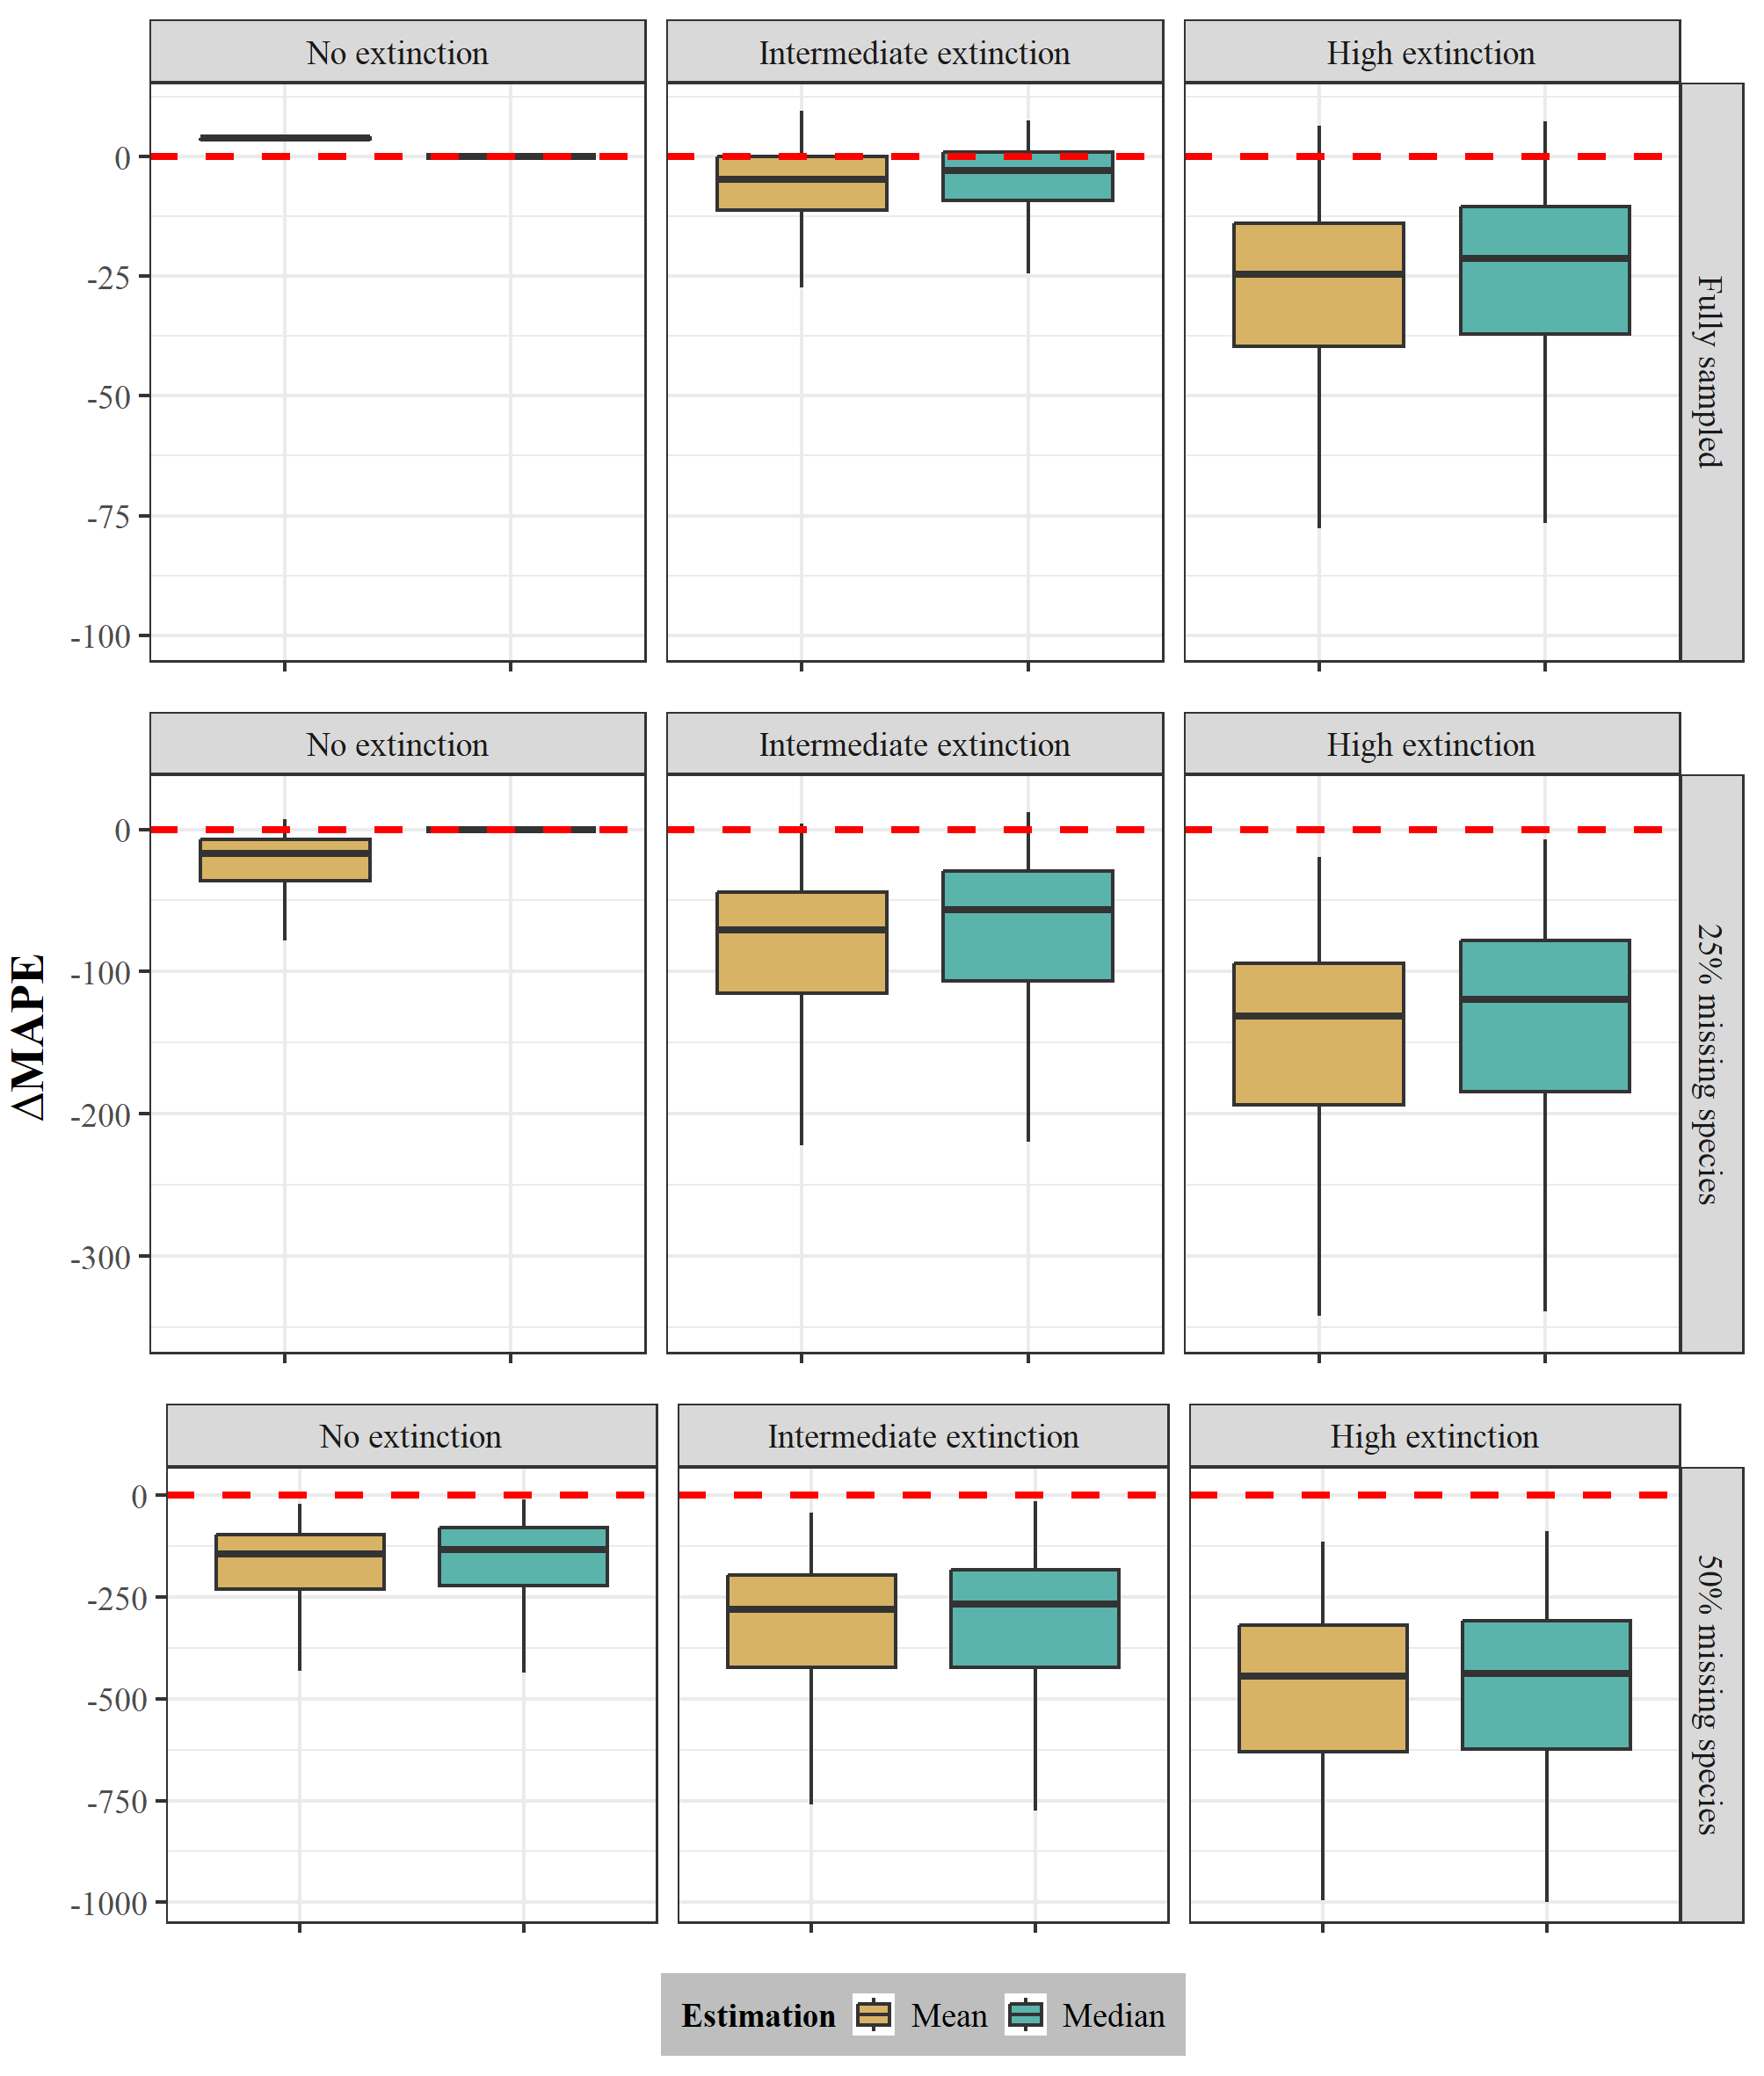 No extinction
Intermediate extinction
High extinction
0
-25
-50
-75
-100
Fully sampled
No extinction
Intermediate extinction
High extinction
0
-100
-200
-300
25% missing species
ΔMAPE
No extinction
Intermediate extinction
High extinction
0
-250
-500
-750
-1000
50% missing species
Estimation Mean Median